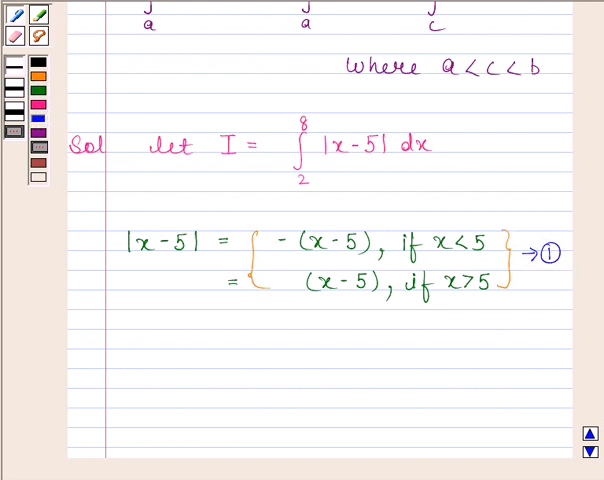 ∫ₐ ∫ₐ ∫c
where a < c < b
Sol let I = ∫₂⁸ |x - 5| dx
|x - 5| = { - (x - 5), if x < 5 } → ①
= (x - 5), if x > 5